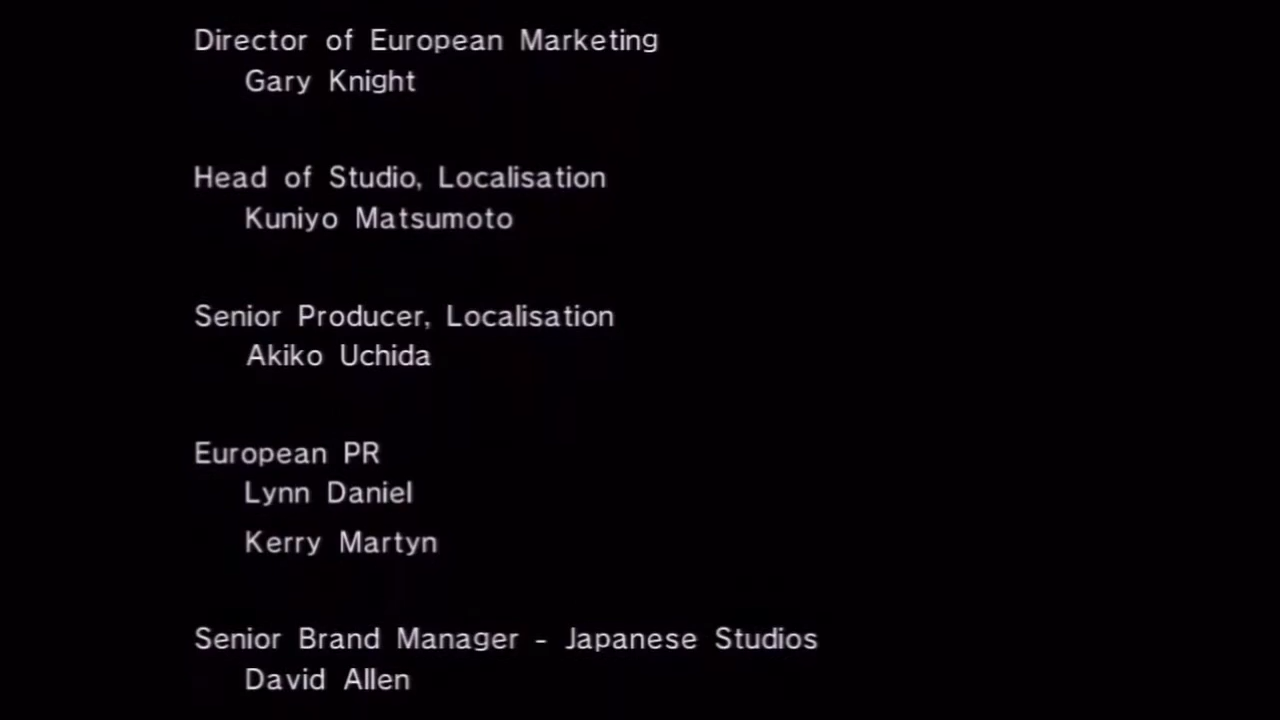 Director of European Marketing
Gary Knight
Head of Studio, Localisation
Kuniyo Matsumoto
Senior Producer, Localisation
Akiko Uchida
European PR
Lynn Daniel
Kerry Martyn
Senior Brand Manager - Japanese Studios
David Allen